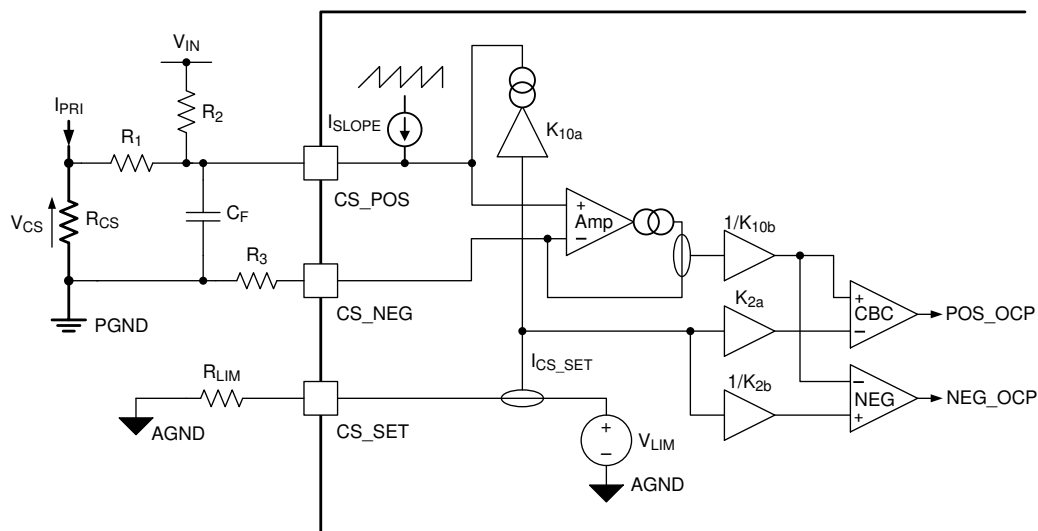 V_IN
I_PRI
R_1
R_2
I_SLOPE
K_10a
CS_POS
V_CS
R_CS
C_F
+
Amp
−
1/K_10b
R_3
CS_NEG
PGND
K_2a
+
CBC
−
POS_OCP
I_CS_SET
R_LIM
1/K_2b
−
NEG
+
NEG_OCP
AGND
CS_SET
+
−
V_LIM
AGND